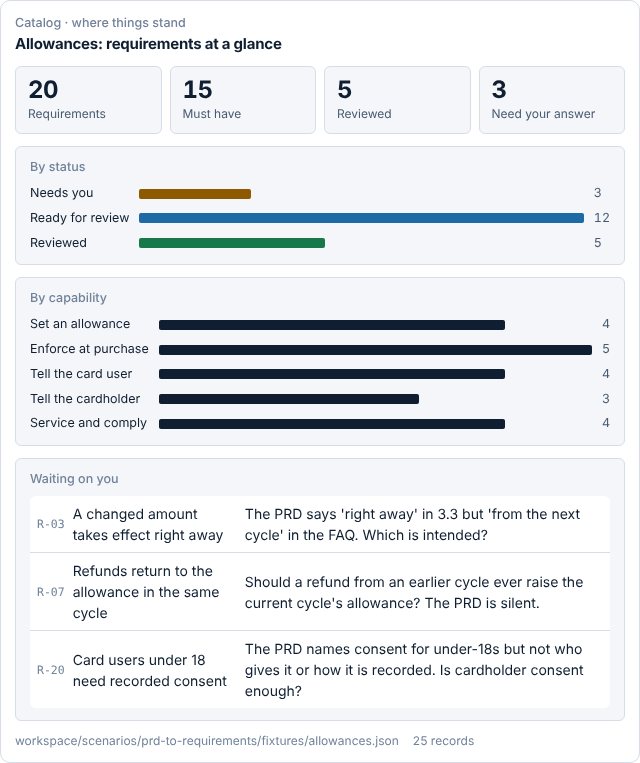 Catalog · where things stand
Allowances: requirements at a glance
20
Requirements
15
Must have
5
Reviewed
3
Need your answer
By status
Needs you 3
Ready for review 12
Reviewed 5
By capability
Set an allowance 4
Enforce at purchase 5
Tell the card user 4
Tell the cardholder 3
Service and comply 4
Waiting on you
R-03
A changed amount
takes effect right away
The PRD says 'right away' in 3.3 but 'from the next
cycle' in the FAQ. Which is intended?
R-07
Refunds return to the
allowance in the same
cycle
Should a refund from an earlier cycle ever raise the
current cycle's allowance? The PRD is silent.
R-20
Card users under 18
need recorded consent
The PRD names consent for under-18s but not who
gives it or how it is recorded. Is cardholder consent
enough?
workspace/scenarios/prd-to-requirements/fixtures/allowances.json 25 records